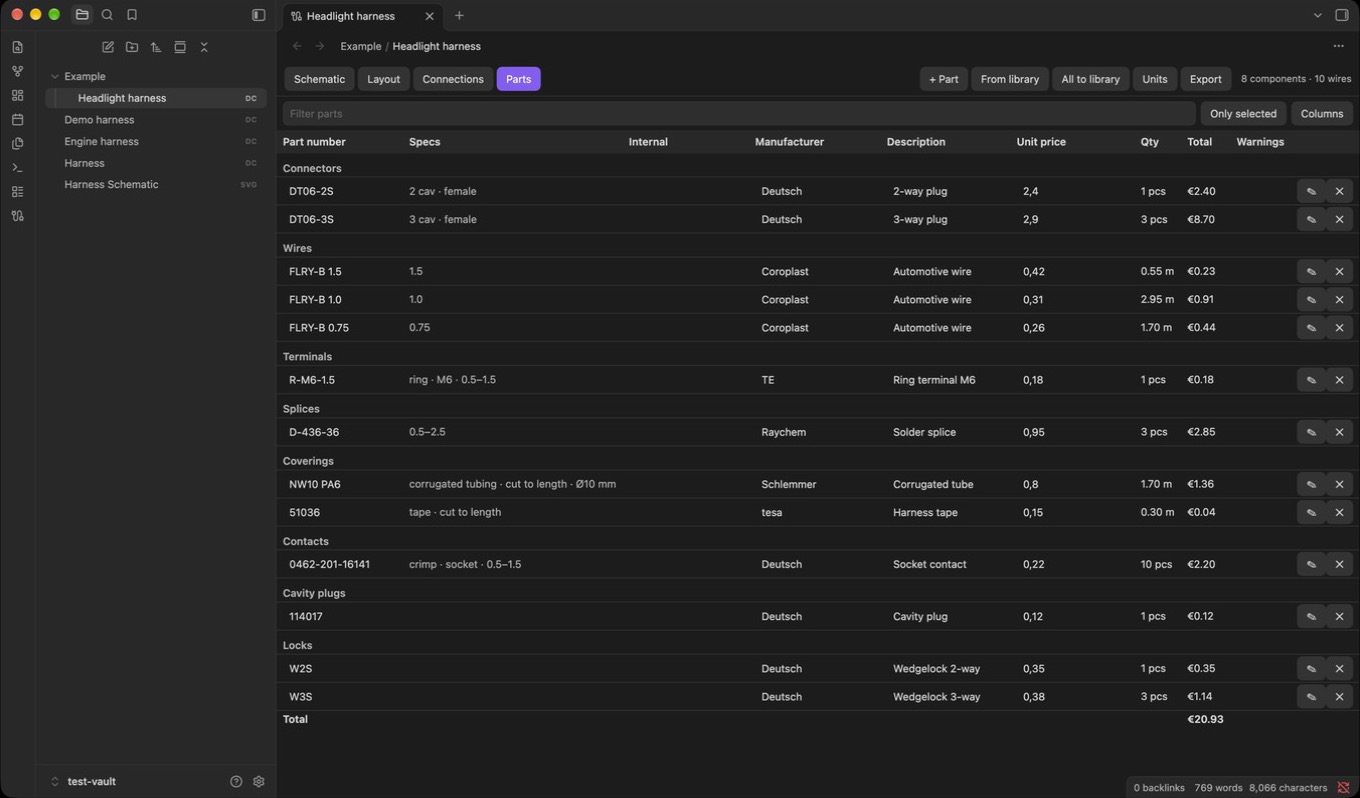 Headlight harness
Example / Headlight harness
Example
Headlight harness DC
Demo harness DC
Engine harness DC
Harness DC
Harness Schematic SVG
test-vault
Schematic Layout Connections Parts + Part From library All to library Units Export 8 components · 10 wires
Filter parts Only selected Columns
Part number Specs Internal Manufacturer Description Unit price Qty Total Warnings
Connectors
DT06-2S 2 cav · female Deutsch 2-way plug 2,4 1 pcs €2.40
DT06-3S 3 cav · female Deutsch 3-way plug 2,9 3 pcs €8.70
Wires
FLRY-B 1.5 1.5 Coroplast Automotive wire 0,42 0.55 m €0.23
FLRY-B 1.0 1.0 Coroplast Automotive wire 0,31 2.95 m €0.91
FLRY-B 0.75 0.75 Coroplast Automotive wire 0,26 1.70 m €0.44
Terminals
R-M6-1.5 ring · M6 · 0.5–1.5 TE Ring terminal M6 0,18 1 pcs €0.18
Splices
D-436-36 0.5–2.5 Raychem Solder splice 0,95 3 pcs €2.85
Coverings
NW10 PA6 corrugated tubing · cut to length · Ø10 mm Schlemmer Corrugated tube 0,8 1.70 m €1.36
51036 tape · cut to length tesa Harness tape 0,15 0.30 m €0.04
Contacts
0462-201-16141 crimp · socket · 0.5–1.5 Deutsch Socket contact 0,22 10 pcs €2.20
Cavity plugs
114017 Deutsch Cavity plug 0,12 1 pcs €0.12
Locks
W2S Deutsch Wedgelock 2-way 0,35 1 pcs €0.35
W3S Deutsch Wedgelock 3-way 0,38 3 pcs €1.14
Total €20.93
0 backlinks 769 words 8,066 characters